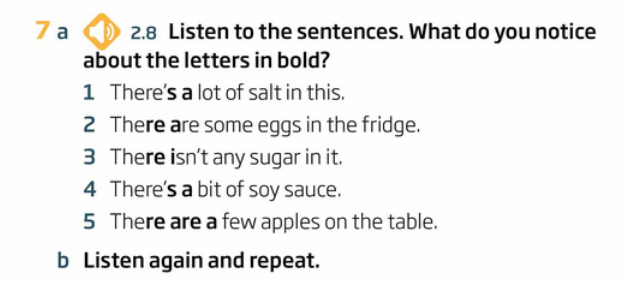 7 a 2.8 Listen to the sentences. What do you notice
about the letters in bold?
1 There's a lot of salt in this.
2 There are some eggs in the fridge.
3 There isn't any sugar in it.
4 There's a bit of soy sauce.
5 There are a few apples on the table.
b Listen again and repeat.